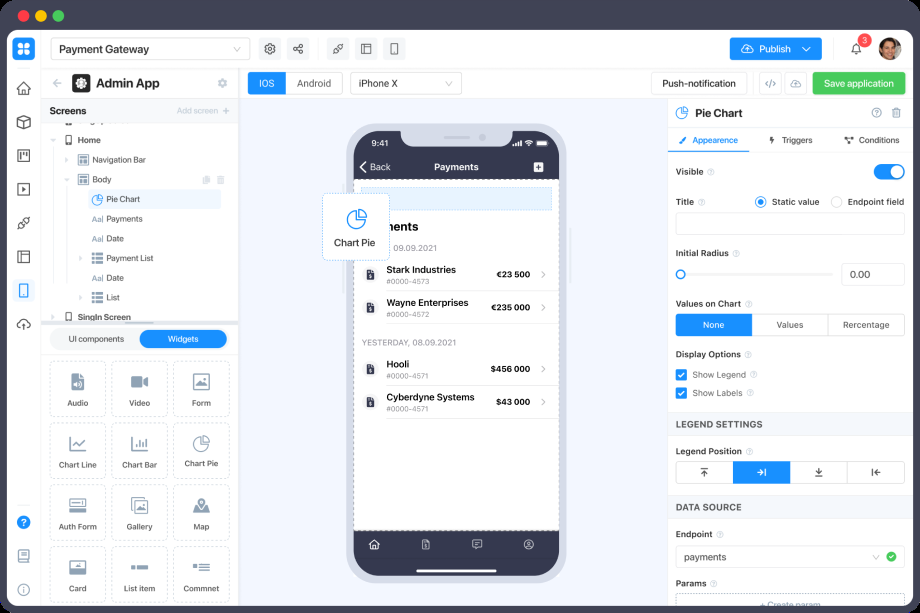 Payment Gateway
Publish
3
Admin App
IOS
Android
iPhone X
Push-notification
</>
Save application
Screens
Add screen +
Home
Navigation Bar
Body
Pie Chart
Aa Payments
Aa Date
Payment List
Aa Date
List
SingIn Screen
UI components
Widgets
Audio
Video
Form
Chart Line
Chart Bar
Chart Pie
Auth Form
Gallery
Map
Card
List item
Commnet
?
9:41
Back
Payments
Chart Pie
ments
09.09.2021
Stark Industries
#0000-4573
€23 500
Wayne Enterprises
#0000-4572
€235 000
YESTERDAY, 08.09.2021
Hooli
#0000-4571
$456 000
Cyberdyne Systems
#0000-4571
$43 000
Pie Chart
Appearance
Triggers
Conditions
Visible
Title
Static value
Endpoint field
Initial Radius
0.00
Values on Chart
None
Values
Percentage
Display Options
Show Legend
Show Labels
LEGEND SETTINGS
Legend Position
DATA SOURCE
Endpoint
payments
Params
+ Create param